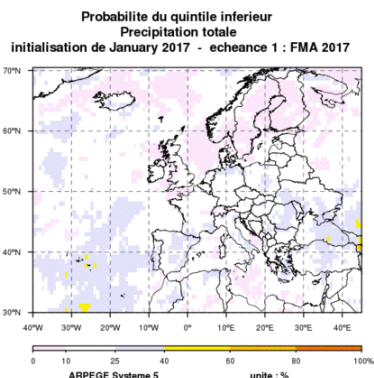 Probabilite du quintile inferieur
Precipitation totale
initialisation de January 2017 - echeance 1 : FMA 2017
70°N
60°N
50°N
40°N
30°N
40°W 30°W 20°W 10°W 0° 10°E 20°E 30°E 40°E
0 10 25 40 60 80 100%
ARPEGE Systeme 5 unite : %